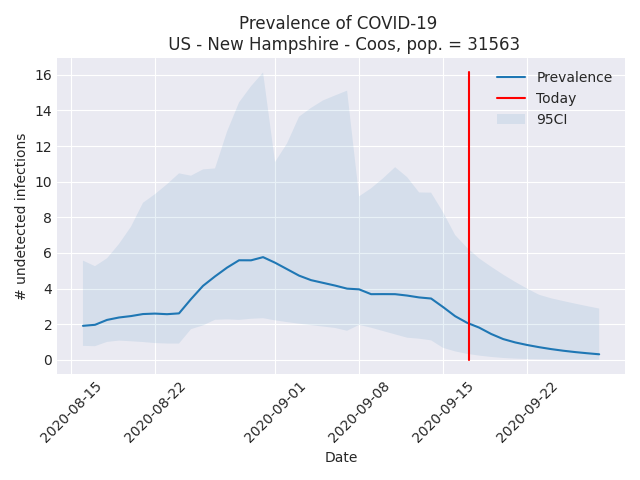 Prevalence of COVID-19
US - New Hampshire - Coos, pop. = 31563
Prevalence
Today
95CI
# undetected infections
16
14
12
10
8
6
4
2
0
2020-08-15
2020-08-22
2020-09-01
2020-09-08
2020-09-15
2020-09-22
Date